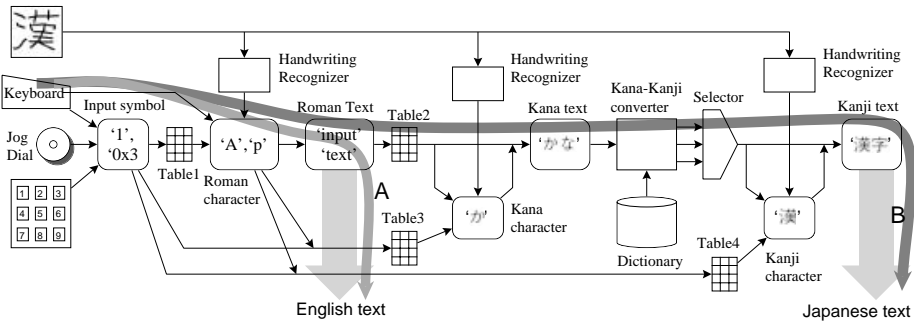 漢
Handwriting
Recognizer
Handwriting
Recognizer
Handwriting
Recognizer
Keyboard
Input symbol
Roman Text
Table2
Kana text
Kana-Kanji
converter
Selector
Kanji text
Jog
Dial
‘1’,
‘0x3
Table1
‘A’,‘p’
Roman
character
‘input’
‘text’
‘かな’
‘漢字’
1 2 3
4 5 6
7 8 9
A
Table3
‘か’
Kana
character
Dictionary
Table4
‘漢’
Kanji
character
B
English text
Japanese text